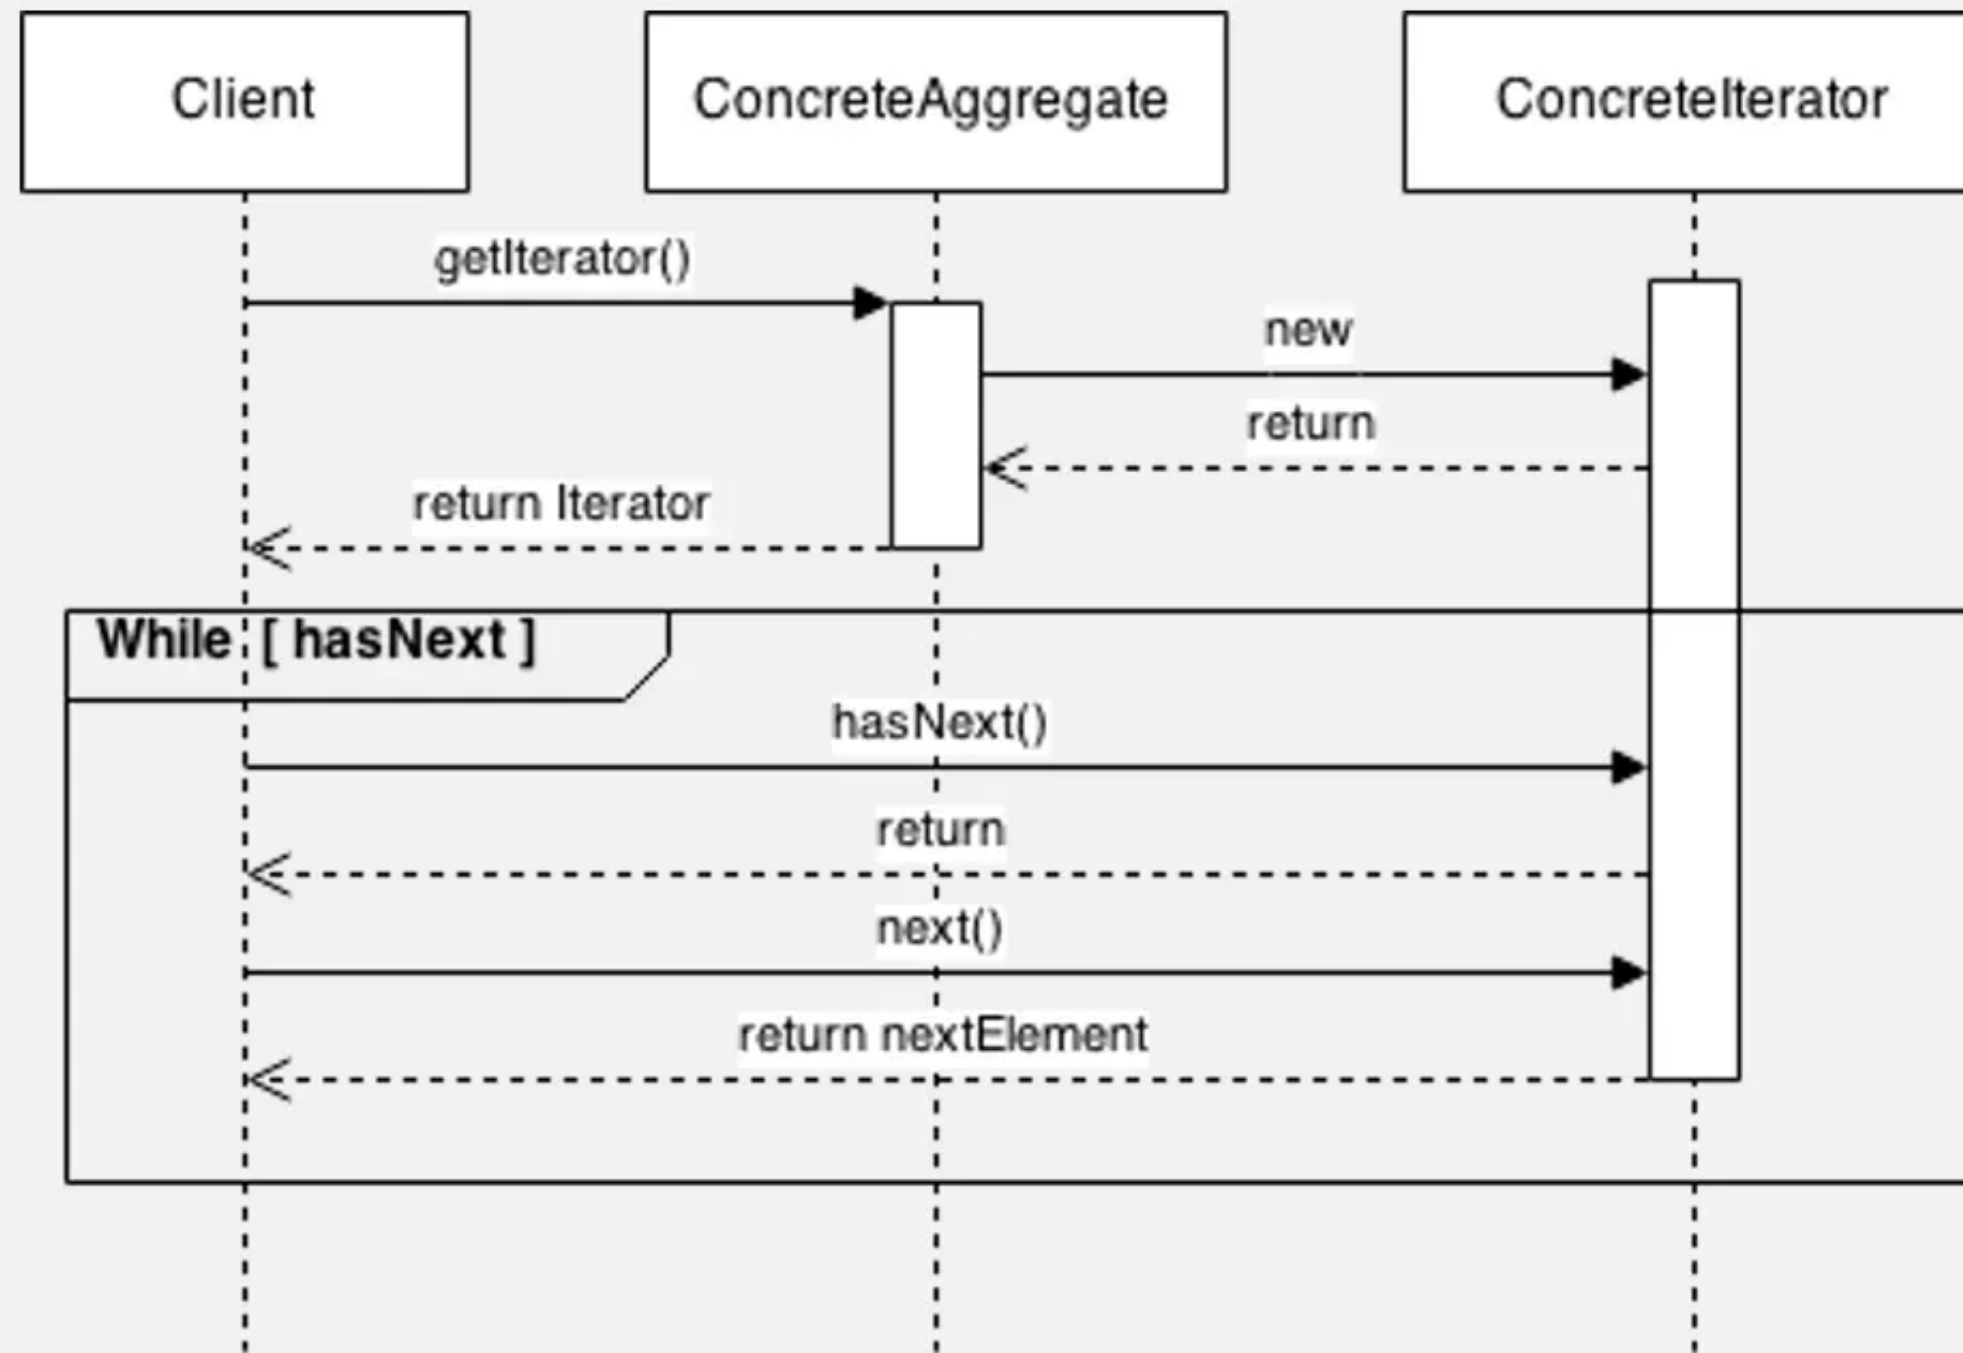 Client
ConcreteAggregate
ConcreteIterator
getIterator()
new
return
return Iterator
While [ hasNext ]
hasNext()
return
next()
return nextElement